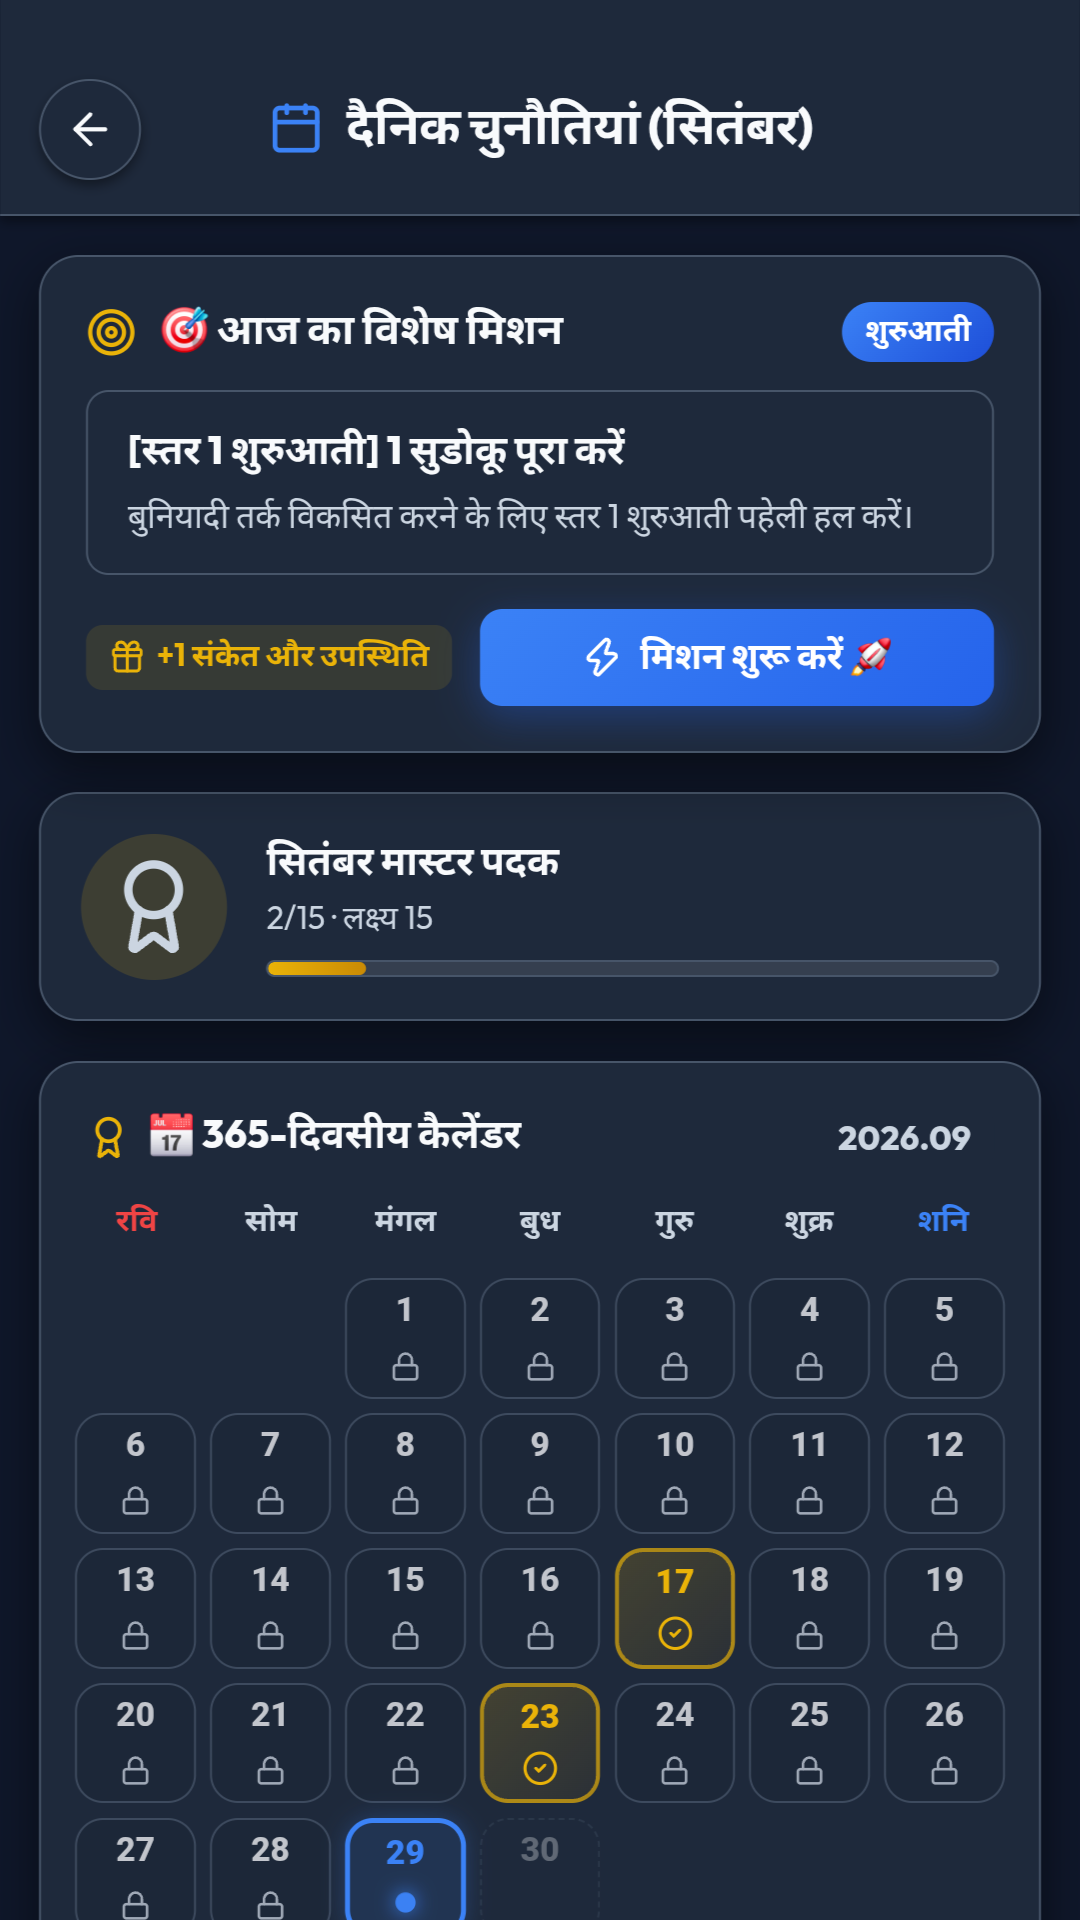 दैनिक चुनौतियां (सितंबर)
🎯 आज का विशेष मिशन
शुरुआती
[स्तर 1 शुरुआती] 1 सुडोकू पूरा करें
बुनियादी तर्क विकसित करने के लिए स्तर 1 शुरुआती पहेली हल करें।
+1 संकेत और उपस्थिति
मिशन शुरू करें 🚀
सितंबर मास्टर पदक
2/15 · लक्ष्य 15
📅 365-दिवसीय कैलेंडर
2026.09
रवि सोम मंगल बुध गुरु शुक्र शनि
1 2 3 4 5
6 7 8 9 10 11 12
13 14 15 16 17 18 19
20 21 22 23 24 25 26
27 28 29 30